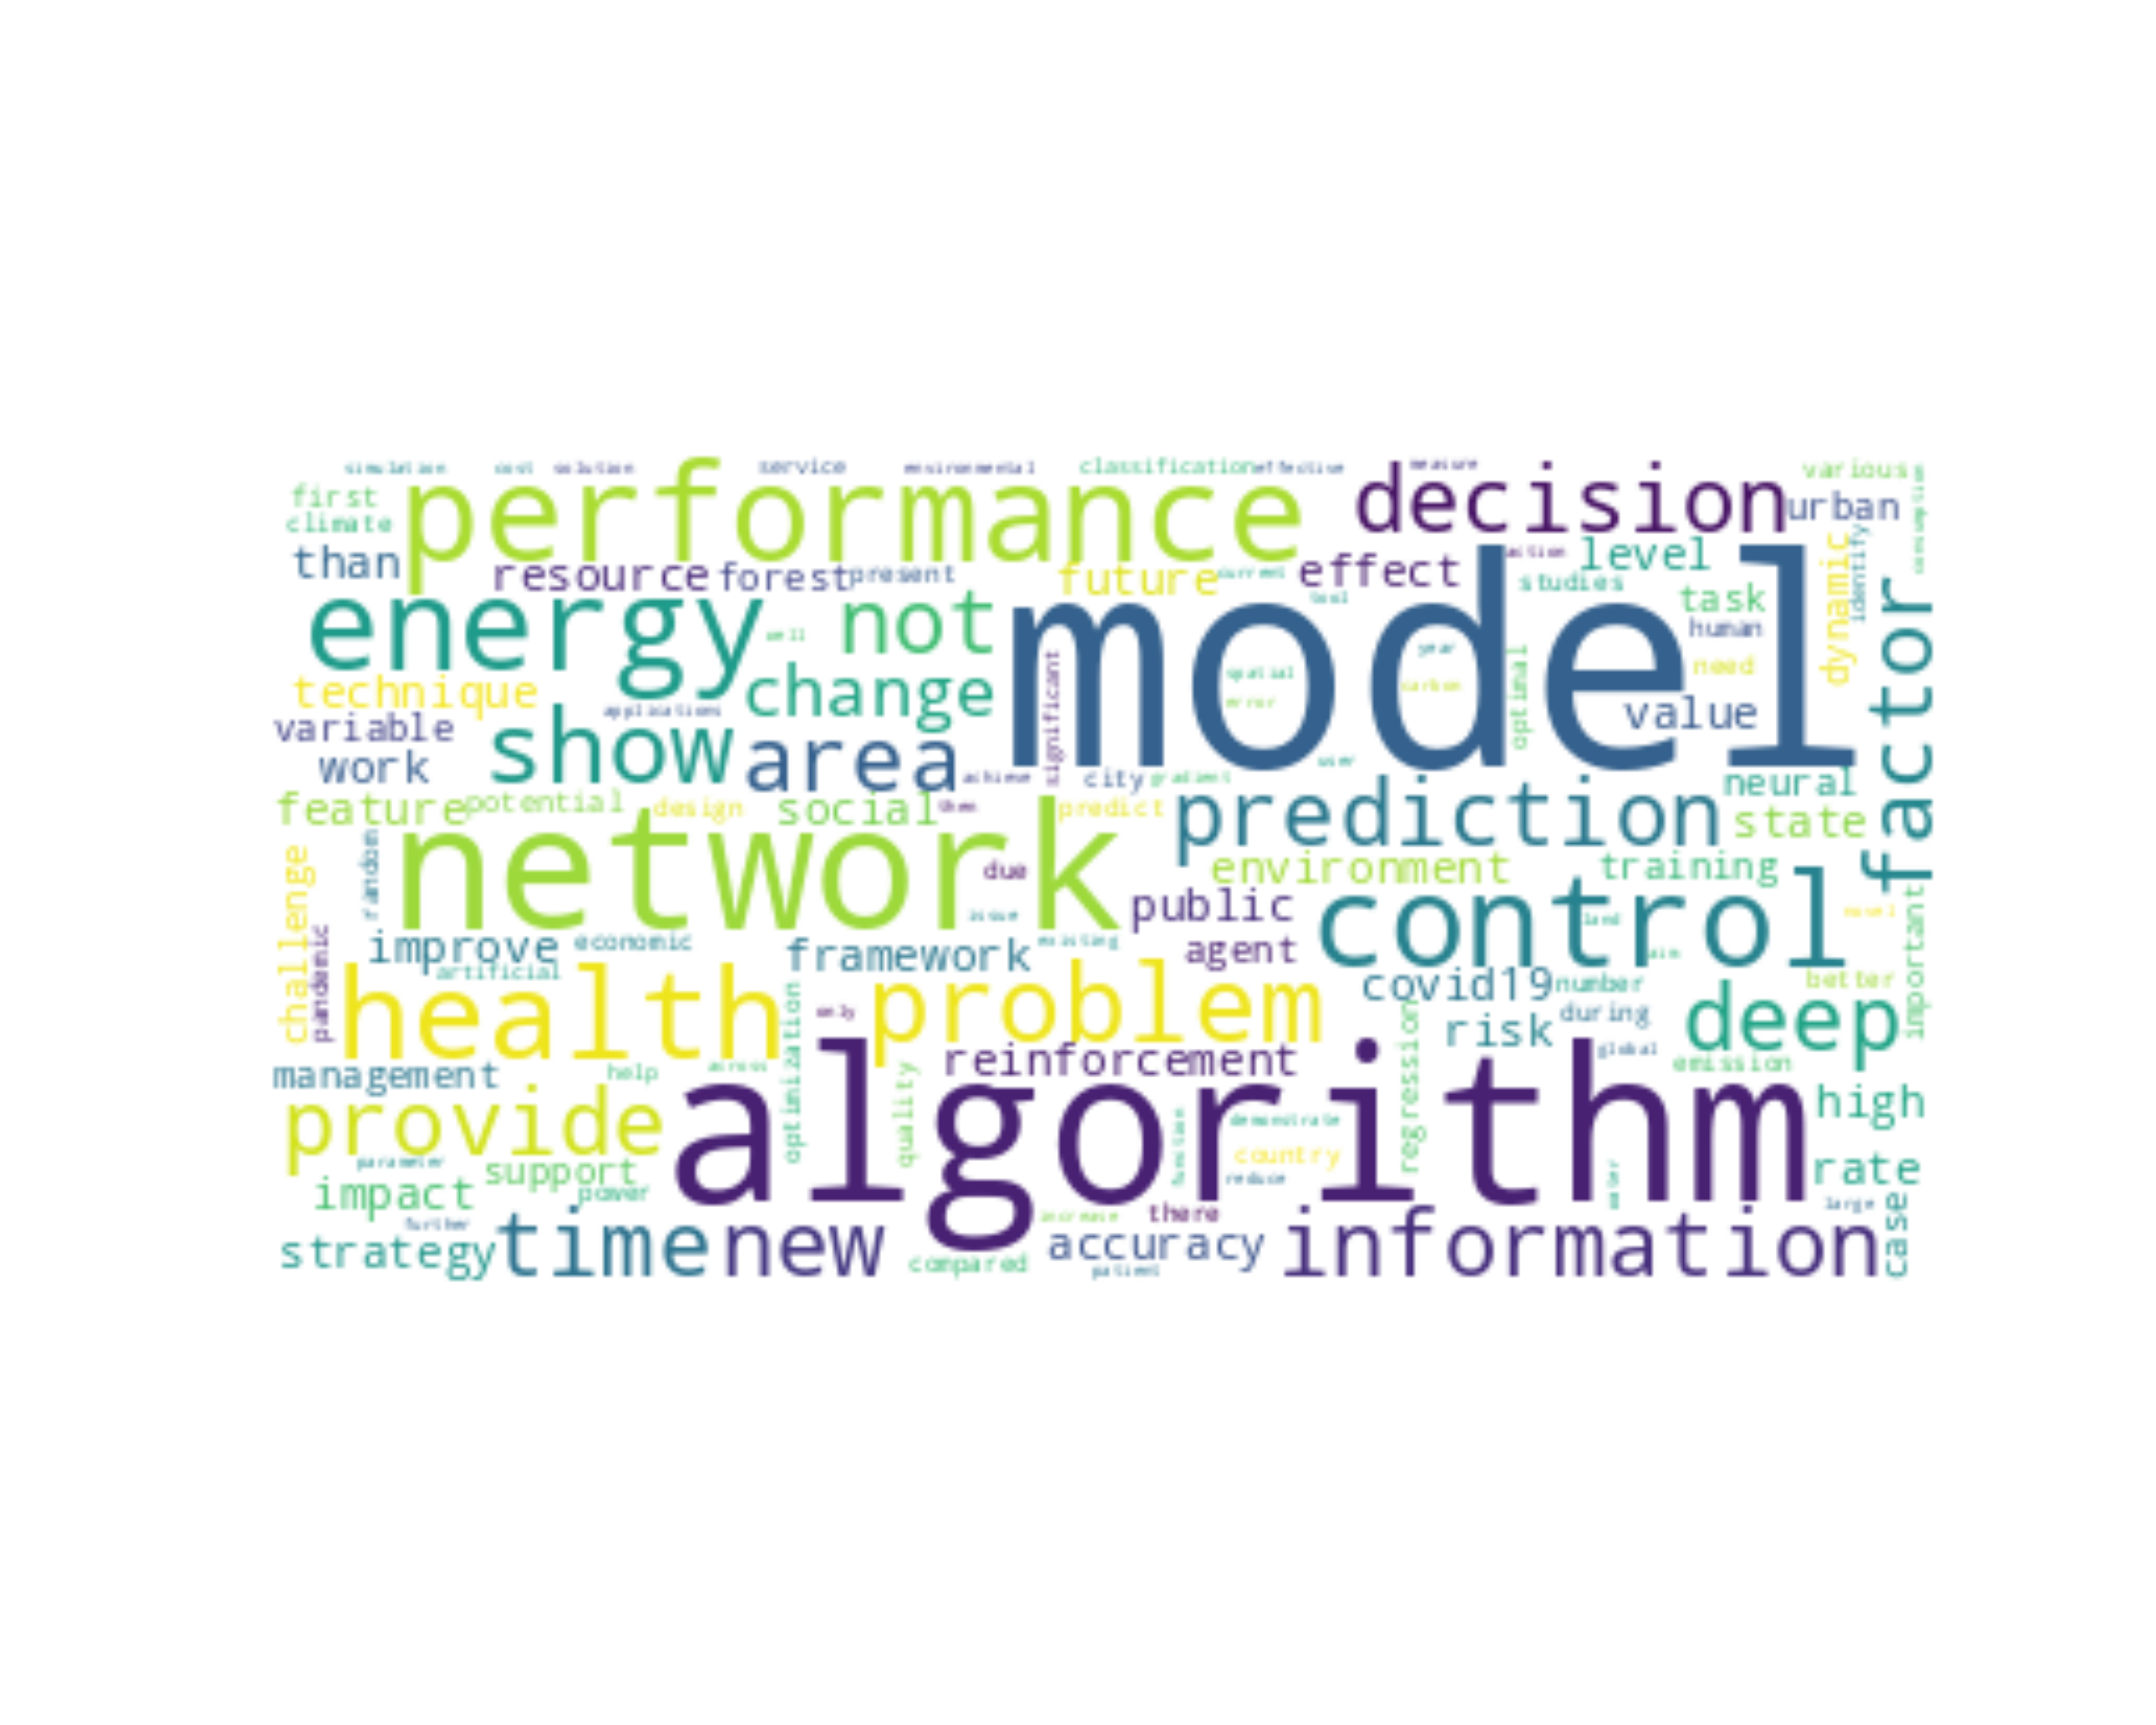 simulation cost solution service environmental classification effective measure various
first performance decision urban
climate
than resource forest present future current effect action level studies
consumption
identify
dynamic
energy well not model tool task
human
factor
technique change spatial year carbon need
error
optimal
significant
variable applications value
show area
work achieve city gradient user neural
feature potential design social then predict prediction state
network
random
challenge
pandemic
due environment training
issue public control land novel
important
improve economic framework existing agent aim
artificial
health problem covid19 number better
only risk during deep
optimization
regression
reinforcement global emission
management help across
quality
algorithm high
provide function demonstrate
country
parameter support reduce water rate
impact power
further increase there large
strategy time new compared accuracy information case
patient